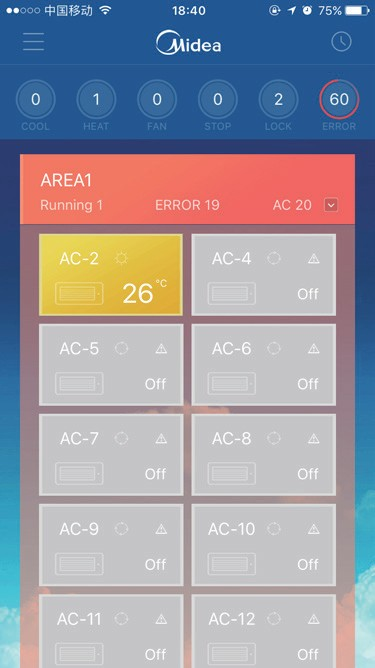 中国移动 18:40 75%
Midea
0 1 0 0 2 60
COOL HEAT FAN STOP LOCK ERROR
AREA1
Running 1 ERROR 19 AC 20
AC-2 AC-4
26°C Off
AC-5 AC-6
Off Off
AC-7 AC-8
Off Off
AC-9 AC-10
Off Off
AC-11 AC-12
Off Off